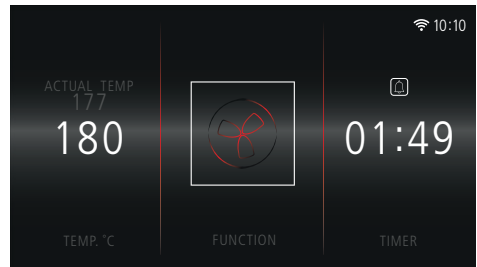 10:10
ACTUAL TEMP
177
180
01:49
TEMP. °C
FUNCTION
TIMER